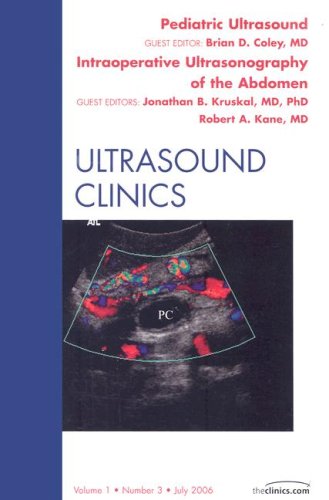 Pediatric Ultrasound
GUEST EDITOR: Brian D. Coley, MD
Intraoperative Ultrasonography
of the Abdomen
GUEST EDITORS: Jonathan B. Kruskal, MD, PhD
Robert A. Kane, MD
ULTRASOUND
CLINICS
ATL
PC
Volume 1 • Number 3 • July 2006
theclinics.com